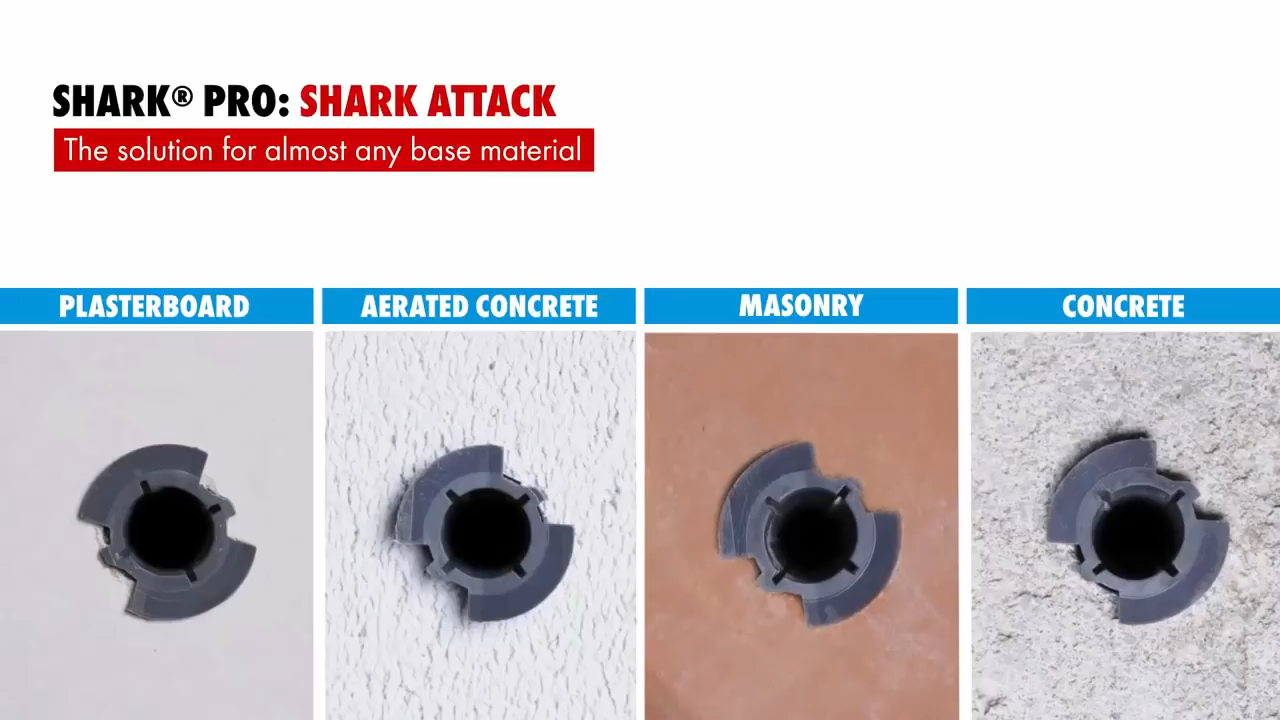 SHARK® PRO: SHARK ATTACK
The solution for almost any base material
PLASTERBOARD
AERATED CONCRETE
MASONRY
CONCRETE